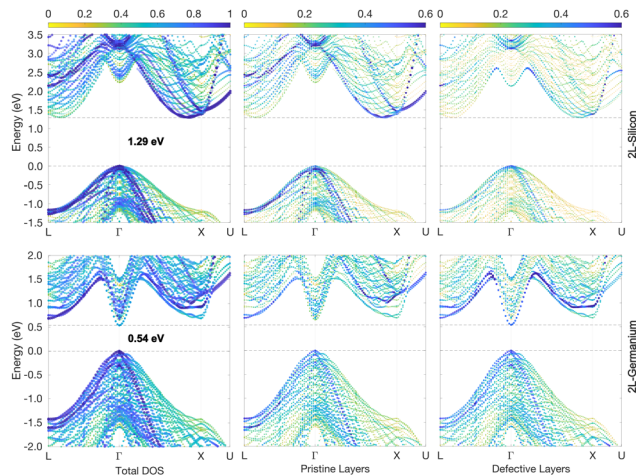 0 0.2 0.4 0.6 0.8 1
0 0.2 0.4 0.6
0 0.2 0.4 0.6
3.5
3.0
2.5
2.0
1.5
1.0
0.5
0.0
-0.5
-1.0
-1.5
Energy (eV)
1.29 eV
L Γ X U
L Γ X U
L Γ X U
2L-Silicon
2.0
1.5
1.0
0.5
0.0
-0.5
-1.0
-1.5
-2.0
Energy (eV)
0.54 eV
L Γ X U
L Γ X U
L Γ X U
2L-Germanium
Total DOS
Pristine Layers
Defective Layers